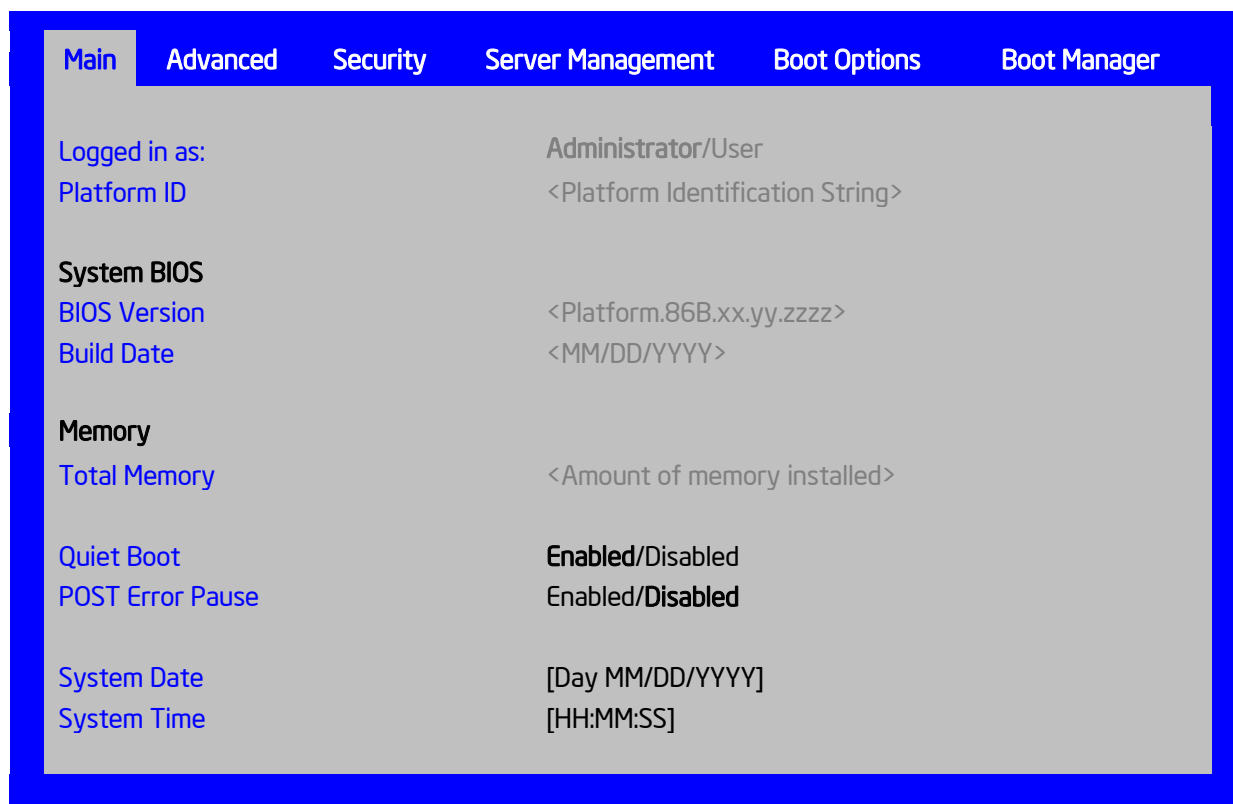 Main Advanced Security Server Management Boot Options Boot Manager
Logged in as: Administrator/User
Platform ID <Platform Identification String>
System BIOS
BIOS Version <Platform.86B.xx.yy.zzzz>
Build Date <MM/DD/YYYY>
Memory
Total Memory <Amount of memory installed>
Quiet Boot Enabled/Disabled
POST Error Pause Enabled/Disabled
System Date [Day MM/DD/YYYY]
System Time [HH:MM:SS]